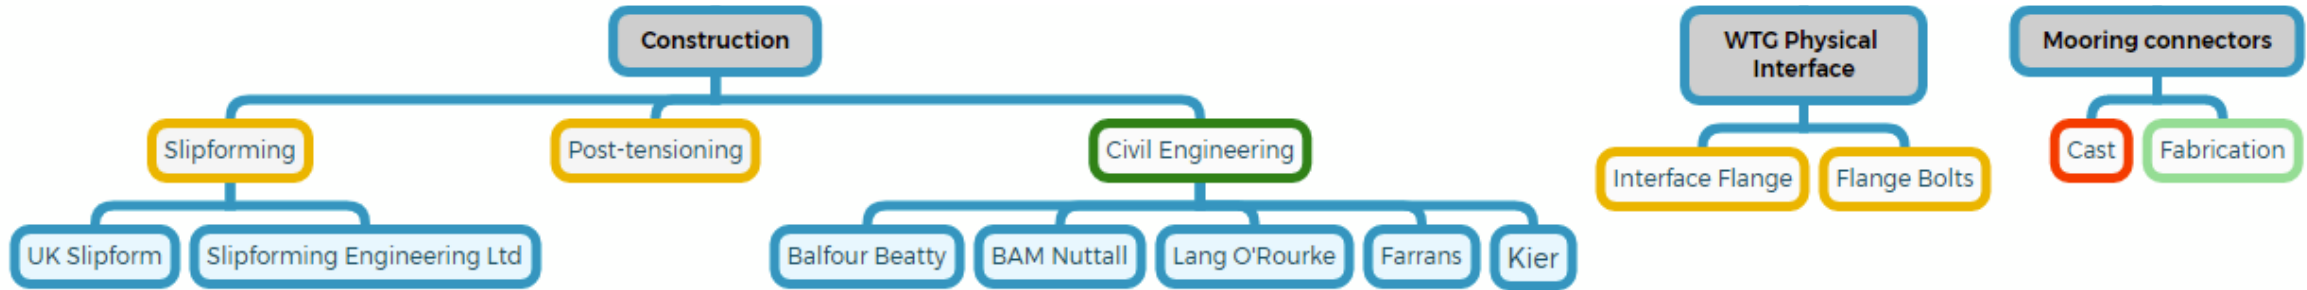 Construction
WTG Physical
Interface
Mooring connectors
Slipforming
Post-tensioning
Civil Engineering
Interface Flange
Flange Bolts
Cast
Fabrication
UK Slipform
Slipforming Engineering Ltd
Balfour Beatty
BAM Nuttall
Lang O'Rourke
Farrans
Kier